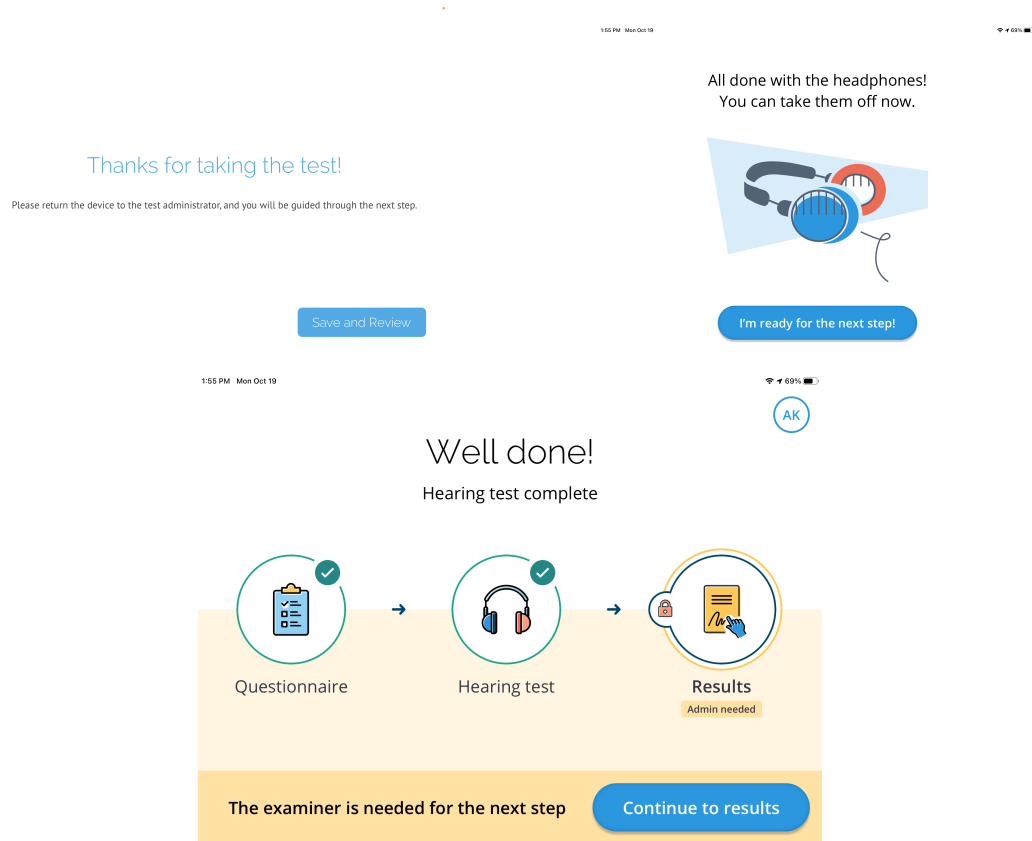 Thanks for taking the test!
Please return the device to the test administrator, and you will be guided through the next step.
Save and Review
1:55 PM Mon Oct 19
69%
All done with the headphones!
You can take them off now.
I'm ready for the next step!
1:55 PM Mon Oct 19
69%
AK
Well done!
Hearing test complete
Questionnaire
Hearing test
Results
Admin needed
The examiner is needed for the next step
Continue to results